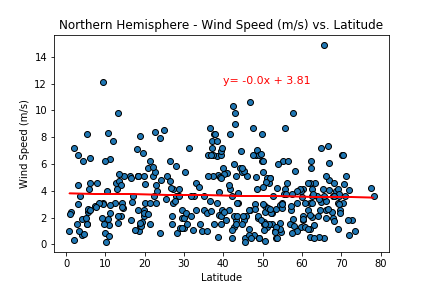 Northern Hemisphere - Wind Speed (m/s) vs. Latitude
14
12
10
8
6
4
2
0
Wind Speed (m/s)
y= -0.0x + 3.81
0 10 20 30 40 50 60 70 80
Latitude